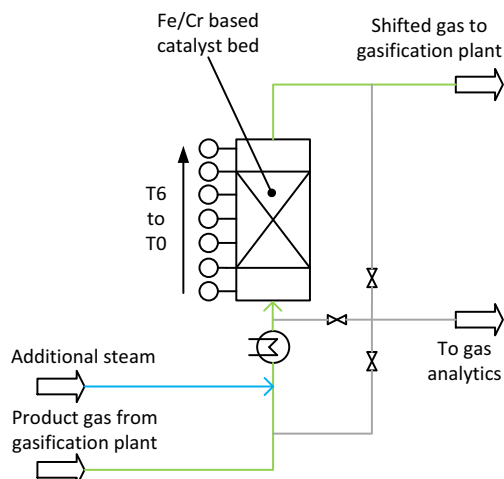 Fe/Cr based
catalyst bed
Shifted gas to
gasification plant
T6
to
T0
Additional steam
To gas
analytics
Product gas from
gasification plant